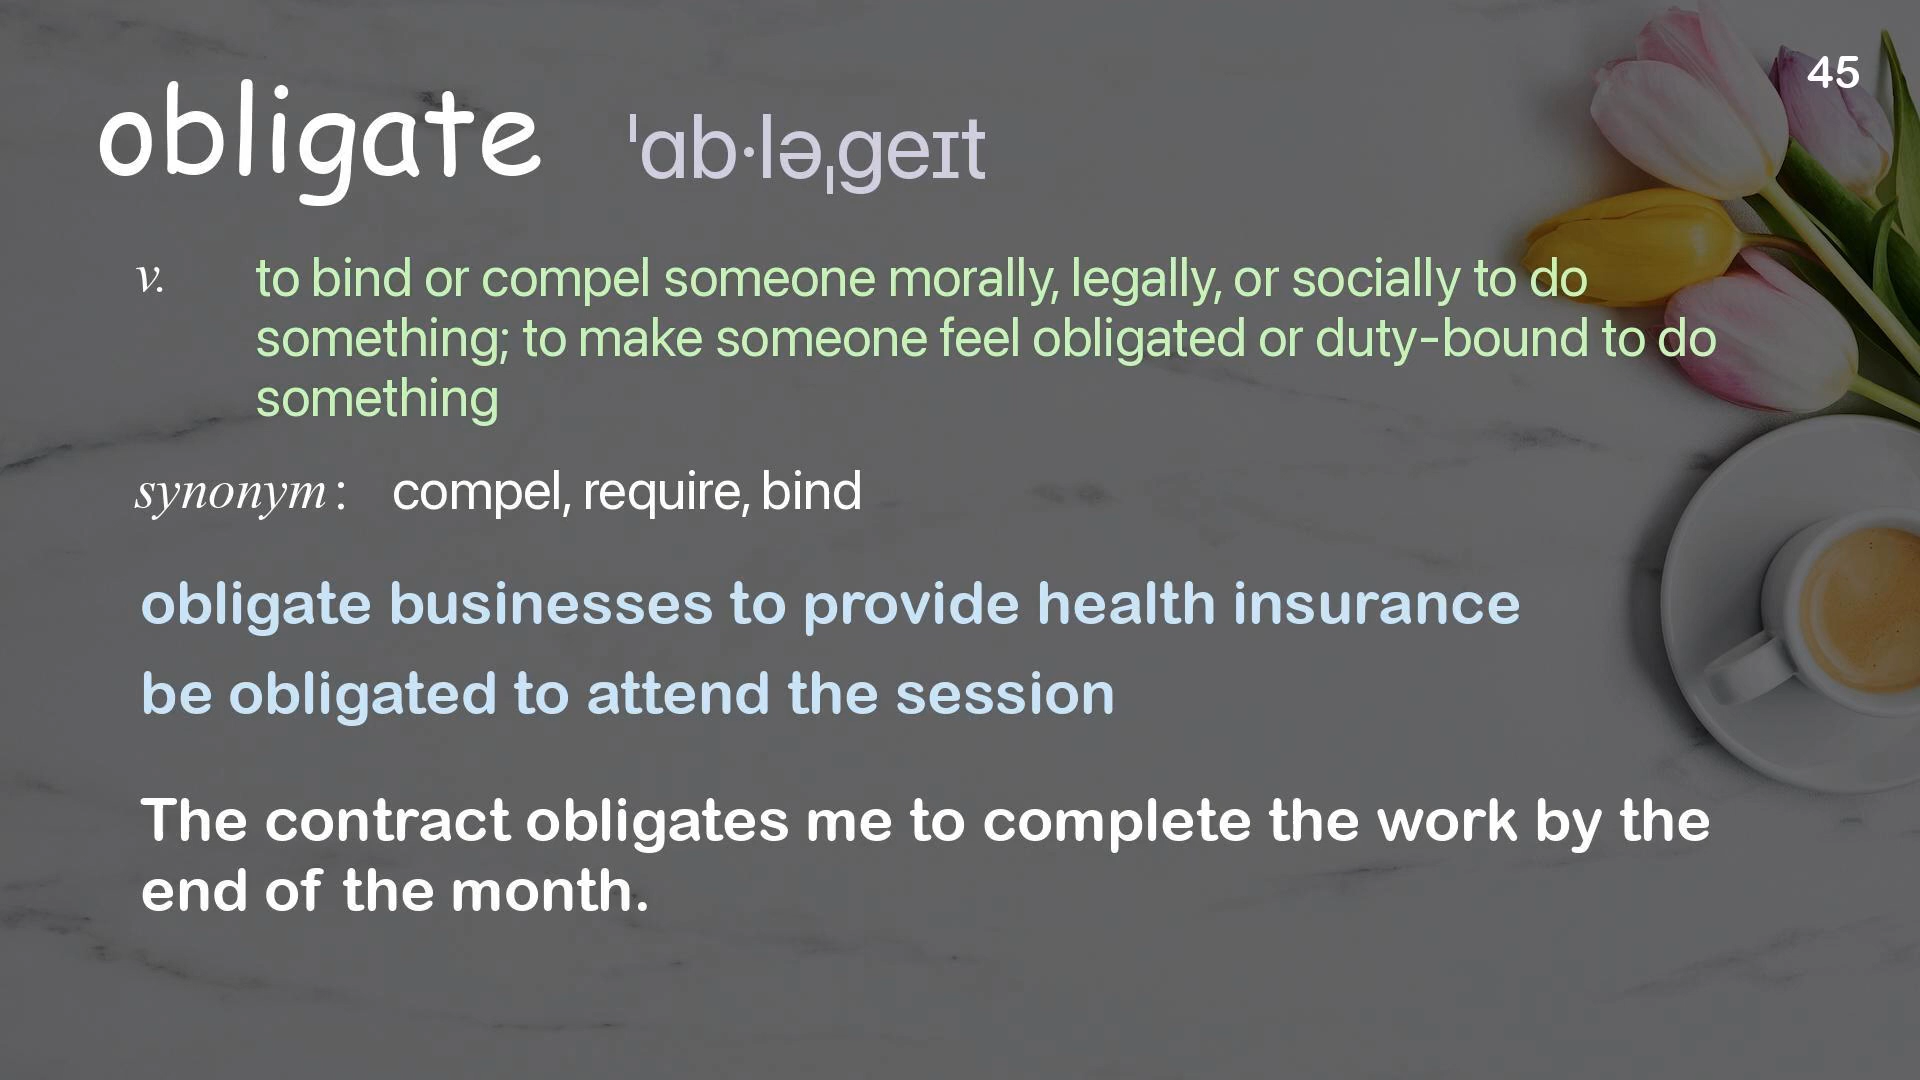 45
obligate ˈɑb·ləˌgeɪt
v. to bind or compel someone morally, legally, or socially to do
something; to make someone feel obligated or duty-bound to do
something
synonym: compel, require, bind
obligate businesses to provide health insurance
be obligated to attend the session
The contract obligates me to complete the work by the
end of the month.